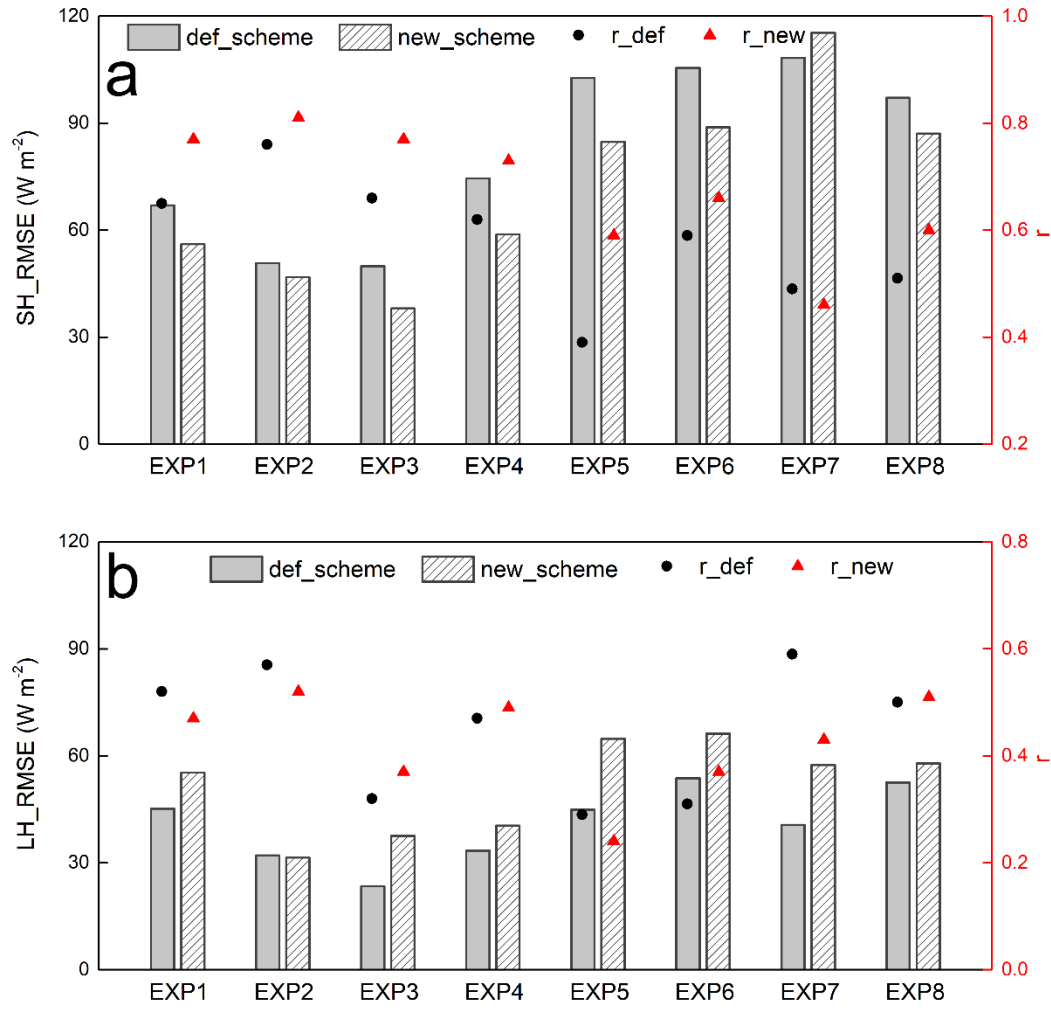 120
90
60
30
0
SH_RMSE (W m-2)
a
def_scheme
new_scheme
r_def
r_new
1.0
0.8
0.6
0.4
0.2
r
EXP1 EXP2 EXP3 EXP4 EXP5 EXP6 EXP7 EXP8
120
90
60
30
0
LH_RMSE (W m-2)
b
def_scheme
new_scheme
r_def
r_new
0.8
0.6
0.4
0.2
0.0
r
EXP1 EXP2 EXP3 EXP4 EXP5 EXP6 EXP7 EXP8